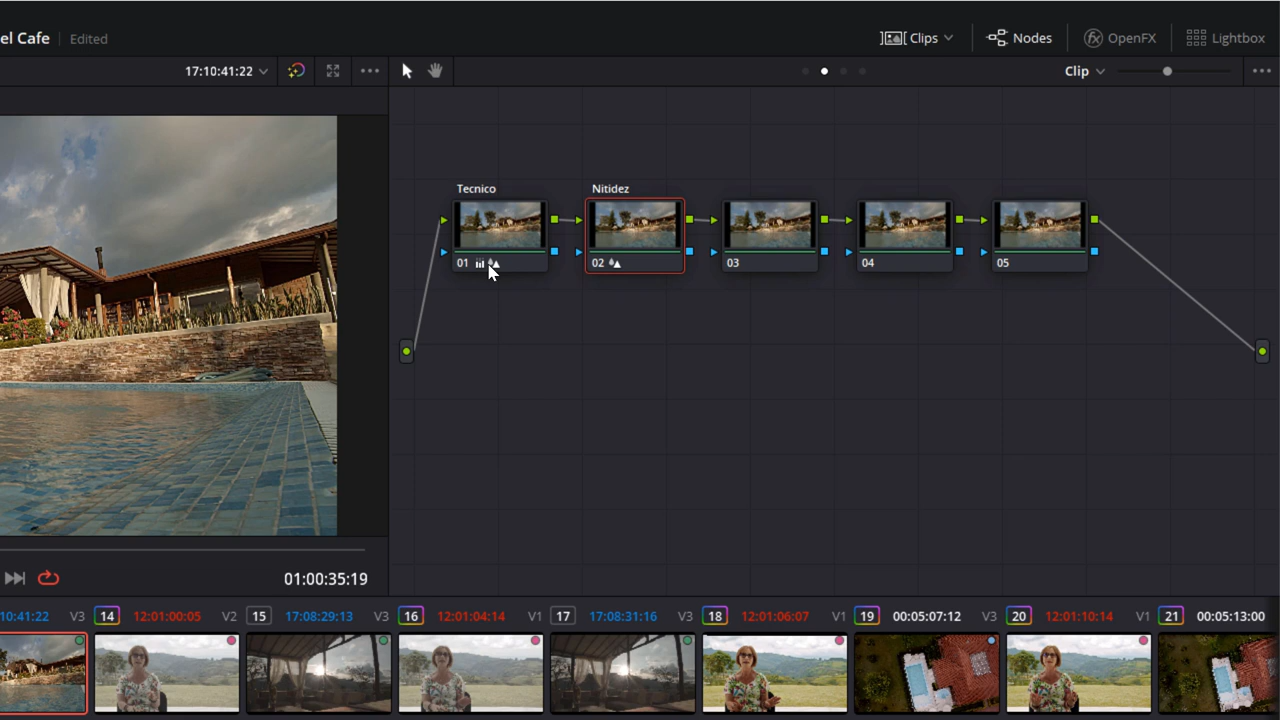 el Cafe Edited Clips Nodes fx OpenFX Lightbox
17:10:41:22 Clip
Tecnico Nitidez
01 02 03 04 05
01:00:35:19
10:41:22 V3 14 12:01:00:05 V2 15 17:08:29:13 V3 16 12:01:04:14 V1 17 17:08:31:16 V3 18 12:01:06:07 V1 19 00:05:07:12 V3 20 12:01:10:14 V1 21 00:05:13:00